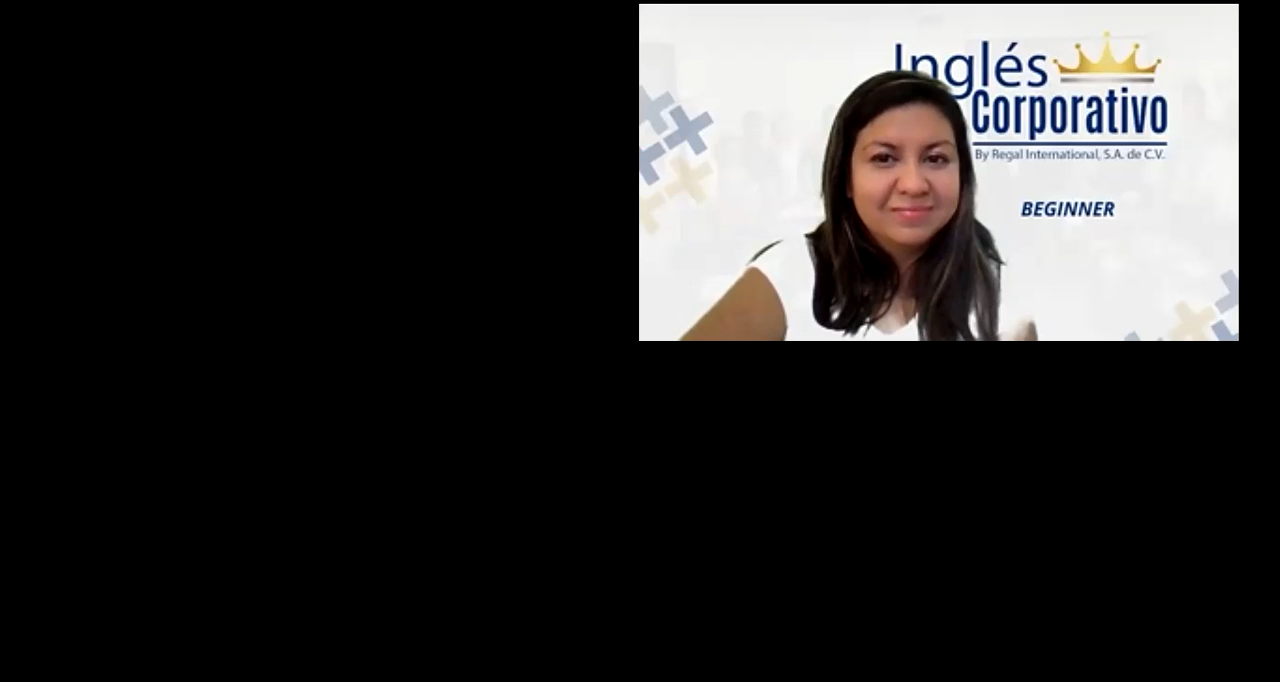 Inglés
Corporativo
By Regal International, S.A. de C.V.
BEGINNER